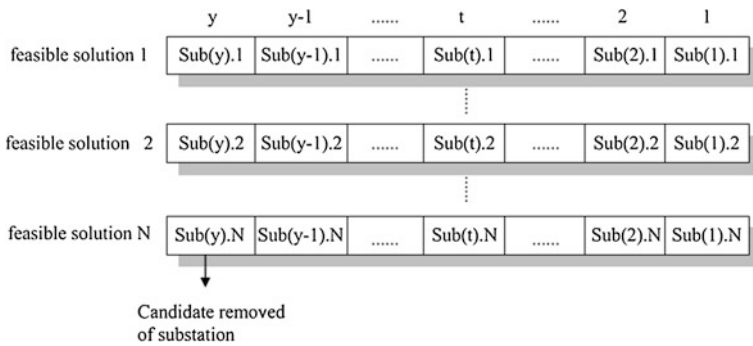 y y-1 ...... t ...... 2 1
feasible solution 1 Sub(y).1 Sub(y-1).1 ...... Sub(t).1 ...... Sub(2).1 Sub(1).1
feasible solution 2 Sub(y).2 Sub(y-1).2 ...... Sub(t).2 ...... Sub(2).2 Sub(1).2
feasible solution N Sub(y).N Sub(y-1).N ...... Sub(t).N ...... Sub(2).N Sub(1).N
Candidate removed
of substation